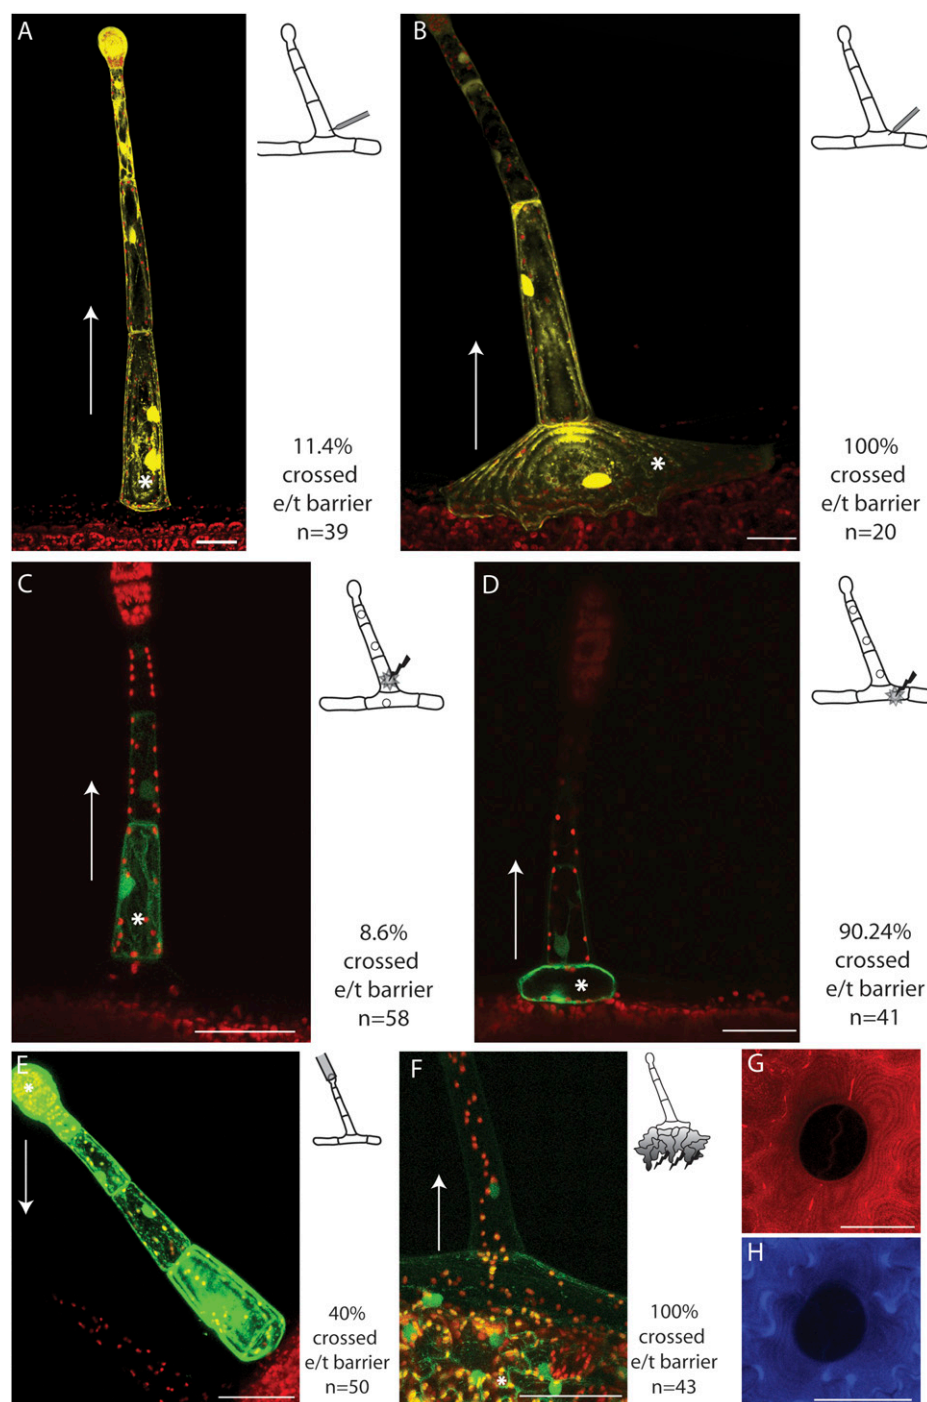 A
B
11.4%
crossed
e/t barrier
n=39
100%
crossed
e/t barrier
n=20
C
D
8.6%
crossed
e/t barrier
n=58
90.24%
crossed
e/t barrier
n=41
E
F
G
H
40%
crossed
e/t barrier
n=50
100%
crossed
e/t barrier
n=43